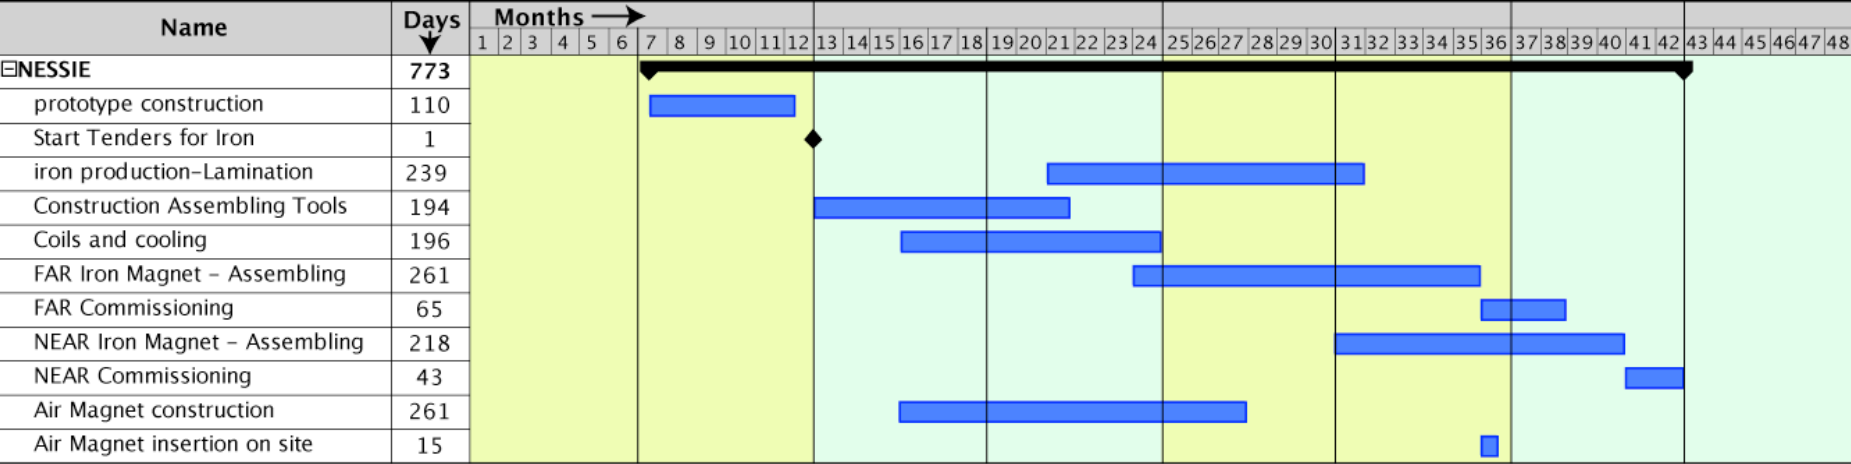 Name Days Months
1 2 3 4 5 6 7 8 9 10 11 12 13 14 15 16 17 18 19 20 21 22 23 24 25 26 27 28 29 30 31 32 33 34 35 36 37 38 39 40 41 42 43 44 45 46 47 48
NESSIE 773
prototype construction 110
Start Tenders for Iron 1
iron production-Lamination 239
Construction Assembling Tools 194
Coils and cooling 196
FAR Iron Magnet - Assembling 261
FAR Commissioning 65
NEAR Iron Magnet - Assembling 218
NEAR Commissioning 43
Air Magnet construction 261
Air Magnet insertion on site 15